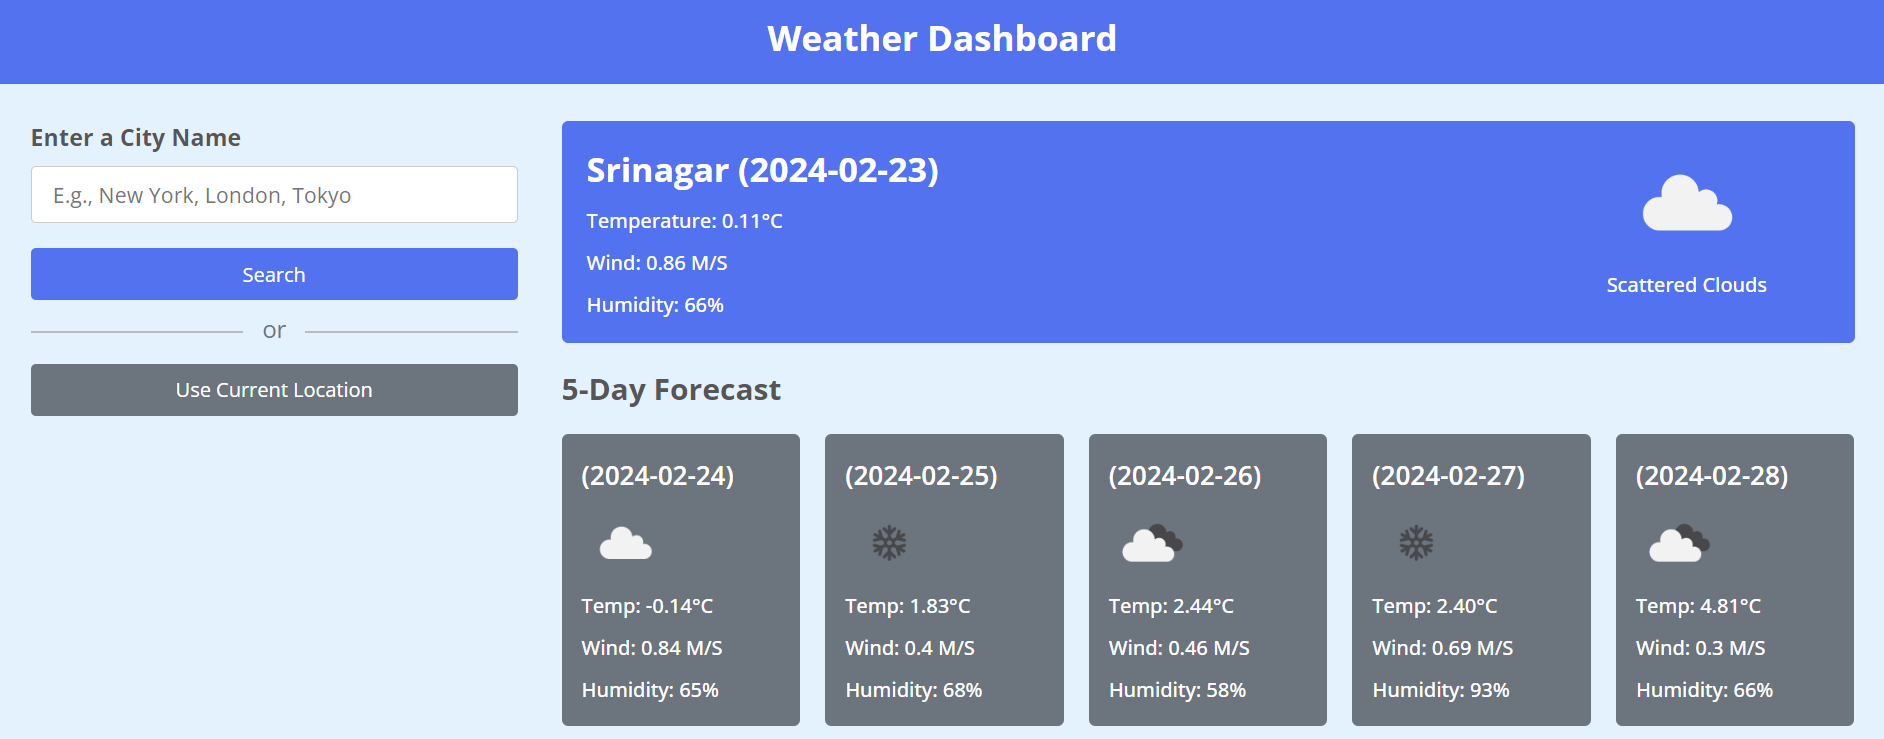 Weather Dashboard
Enter a City Name
E.g., New York, London, Tokyo
Search
or
Use Current Location
Srinagar (2024-02-23)
Temperature: 0.11°C
Wind: 0.86 M/S
Humidity: 66%
Scattered Clouds
5-Day Forecast
(2024-02-24)
Temp: -0.14°C
Wind: 0.84 M/S
Humidity: 65%
(2024-02-25)
Temp: 1.83°C
Wind: 0.4 M/S
Humidity: 68%
(2024-02-26)
Temp: 2.44°C
Wind: 0.46 M/S
Humidity: 58%
(2024-02-27)
Temp: 2.40°C
Wind: 0.69 M/S
Humidity: 93%
(2024-02-28)
Temp: 4.81°C
Wind: 0.3 M/S
Humidity: 66%